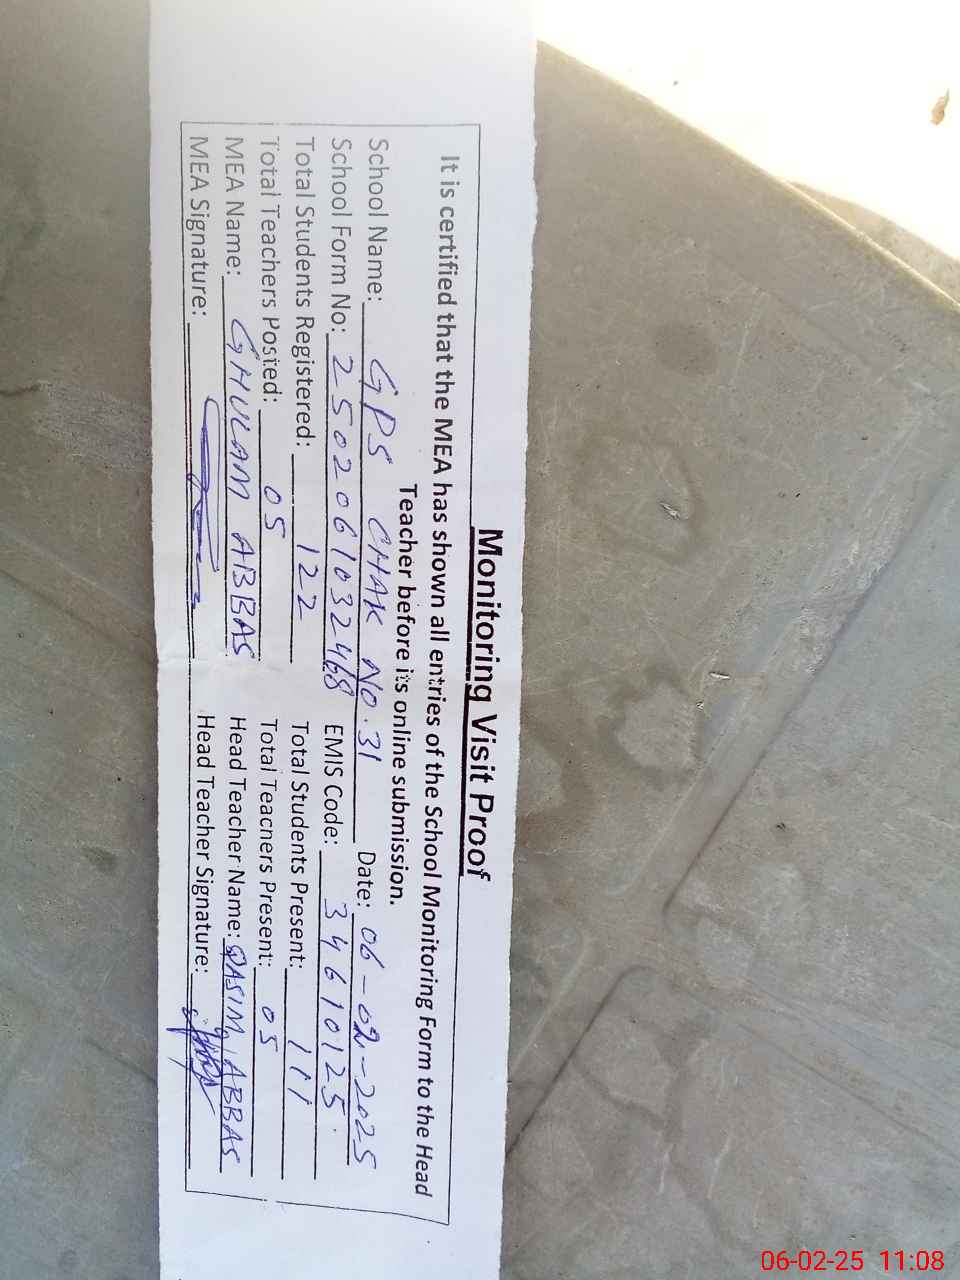 Monitoring Visit Proof
It is certified that the MEA has shown all entries of the School Monitoring Form to the Head
Teacher before its online submission.
School Name: GPS CHAK NO.31 Date: 06-02-2025
School Form No: 2502061032468 EMIS Code: 34610125
Total Students Registered: 122 Total Students Present: 111
Total Teachers Posted: 05 Total Teachers Present: 05
MEA Name: GHULAM ABBAS Head Teacher Name: QASIM ABBAS
MEA Signature: Head Teacher Signature:
06-02-25 11:08